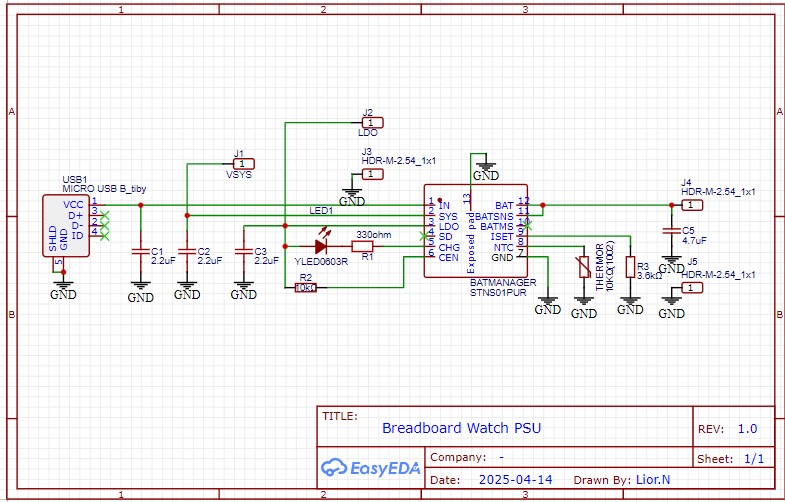 1 2 3
A A
B B
J2
1
LDO
J1
1
VSYS
J3
HDR-M-2.54_1x1
1
GND
USB1
MICRO USB B_tiby
VCC 1
D+ 3
D- 2
ID 4
SHLD
GND
5
GND
C1
2.2uF
GND
C2
2.2uF
GND
C3
2.2uF
GND
LED1
YLED0603R
330ohm
R1
R2
10kΩ
GND
13
Exposed pad
1 IN
2 SYS
3 LDO
4 SD
5 CHG
6 CEN
BAT 12
BATSNS 11
BATMS 10
ISET 9
NTC 8
GND 7
BATMANAGER
STNS01PUR
GND
THERMOR
10KΩ(1002)
GND
R3
3.6kΩ
GND
J4
HDR-M-2.54_1x1
1
C5
4.7uF
GND
J5
HDR-M-2.54_1x1
1
GND
TITLE:
Breadboard Watch PSU
REV: 1.0
EasyEDA
Company: -
Sheet: 1/1
Date: 2025-04-14
Drawn By: Lior.N
1 2 3